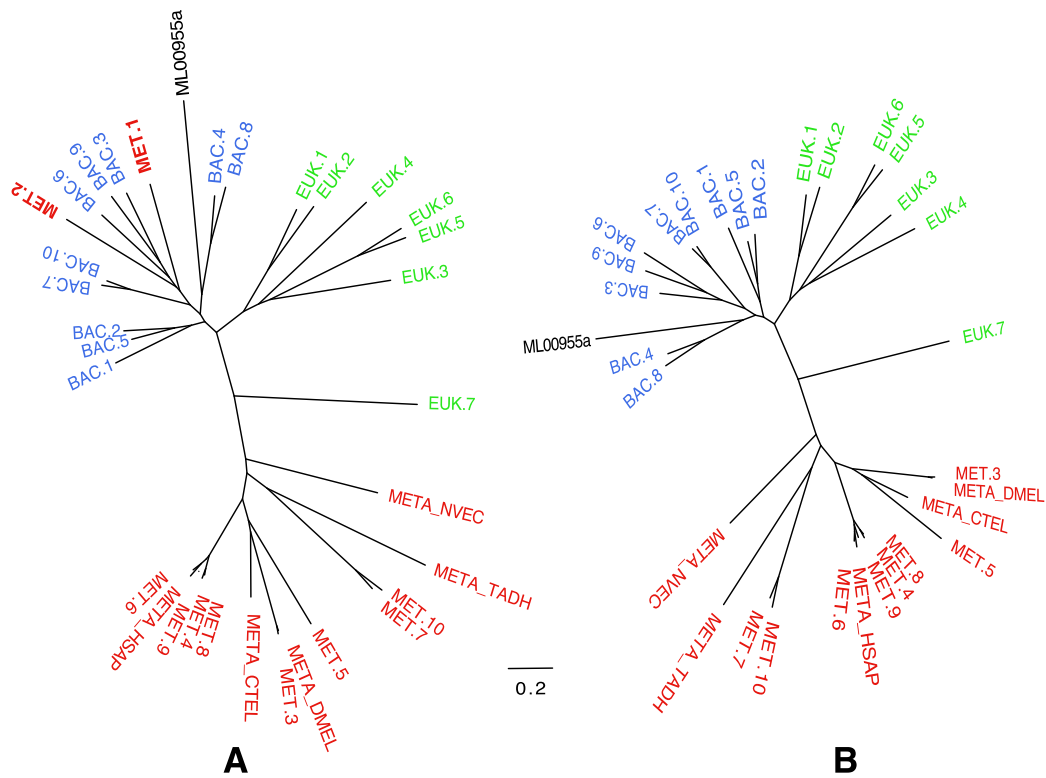 ML00955a
MET.1
BAC.3
BAC.9
BAC.6
MET.2
BAC.10
BAC.7
BAC.2
BAC.5
BAC.1
BAC.4
BAC.8
EUK.1
EUK.2
EUK.4
EUK.6
EUK.5
EUK.3
EUK.7
META_NVEC
META_TADH
MET.10
MET.7
MET.5
META_DMEL
MET.3
META_CTEL
MET.8
MET.4
MET.9
META_HSAP
MET.6
A
0.2
EUK.1
EUK.2
EUK.6
EUK.5
EUK.3
EUK.4
EUK.7
BAC.2
BAC.5
BAC.1
BAC.10
BAC.7
BAC.6
BAC.9
BAC.3
ML00955a
BAC.4
BAC.8
MET.3
META_DMEL
META_CTEL
MET.5
MET.8
MET.4
MET.9
META_HSAP
MET.6
MET.10
MET.7
META_TADH
META_NVEC
B